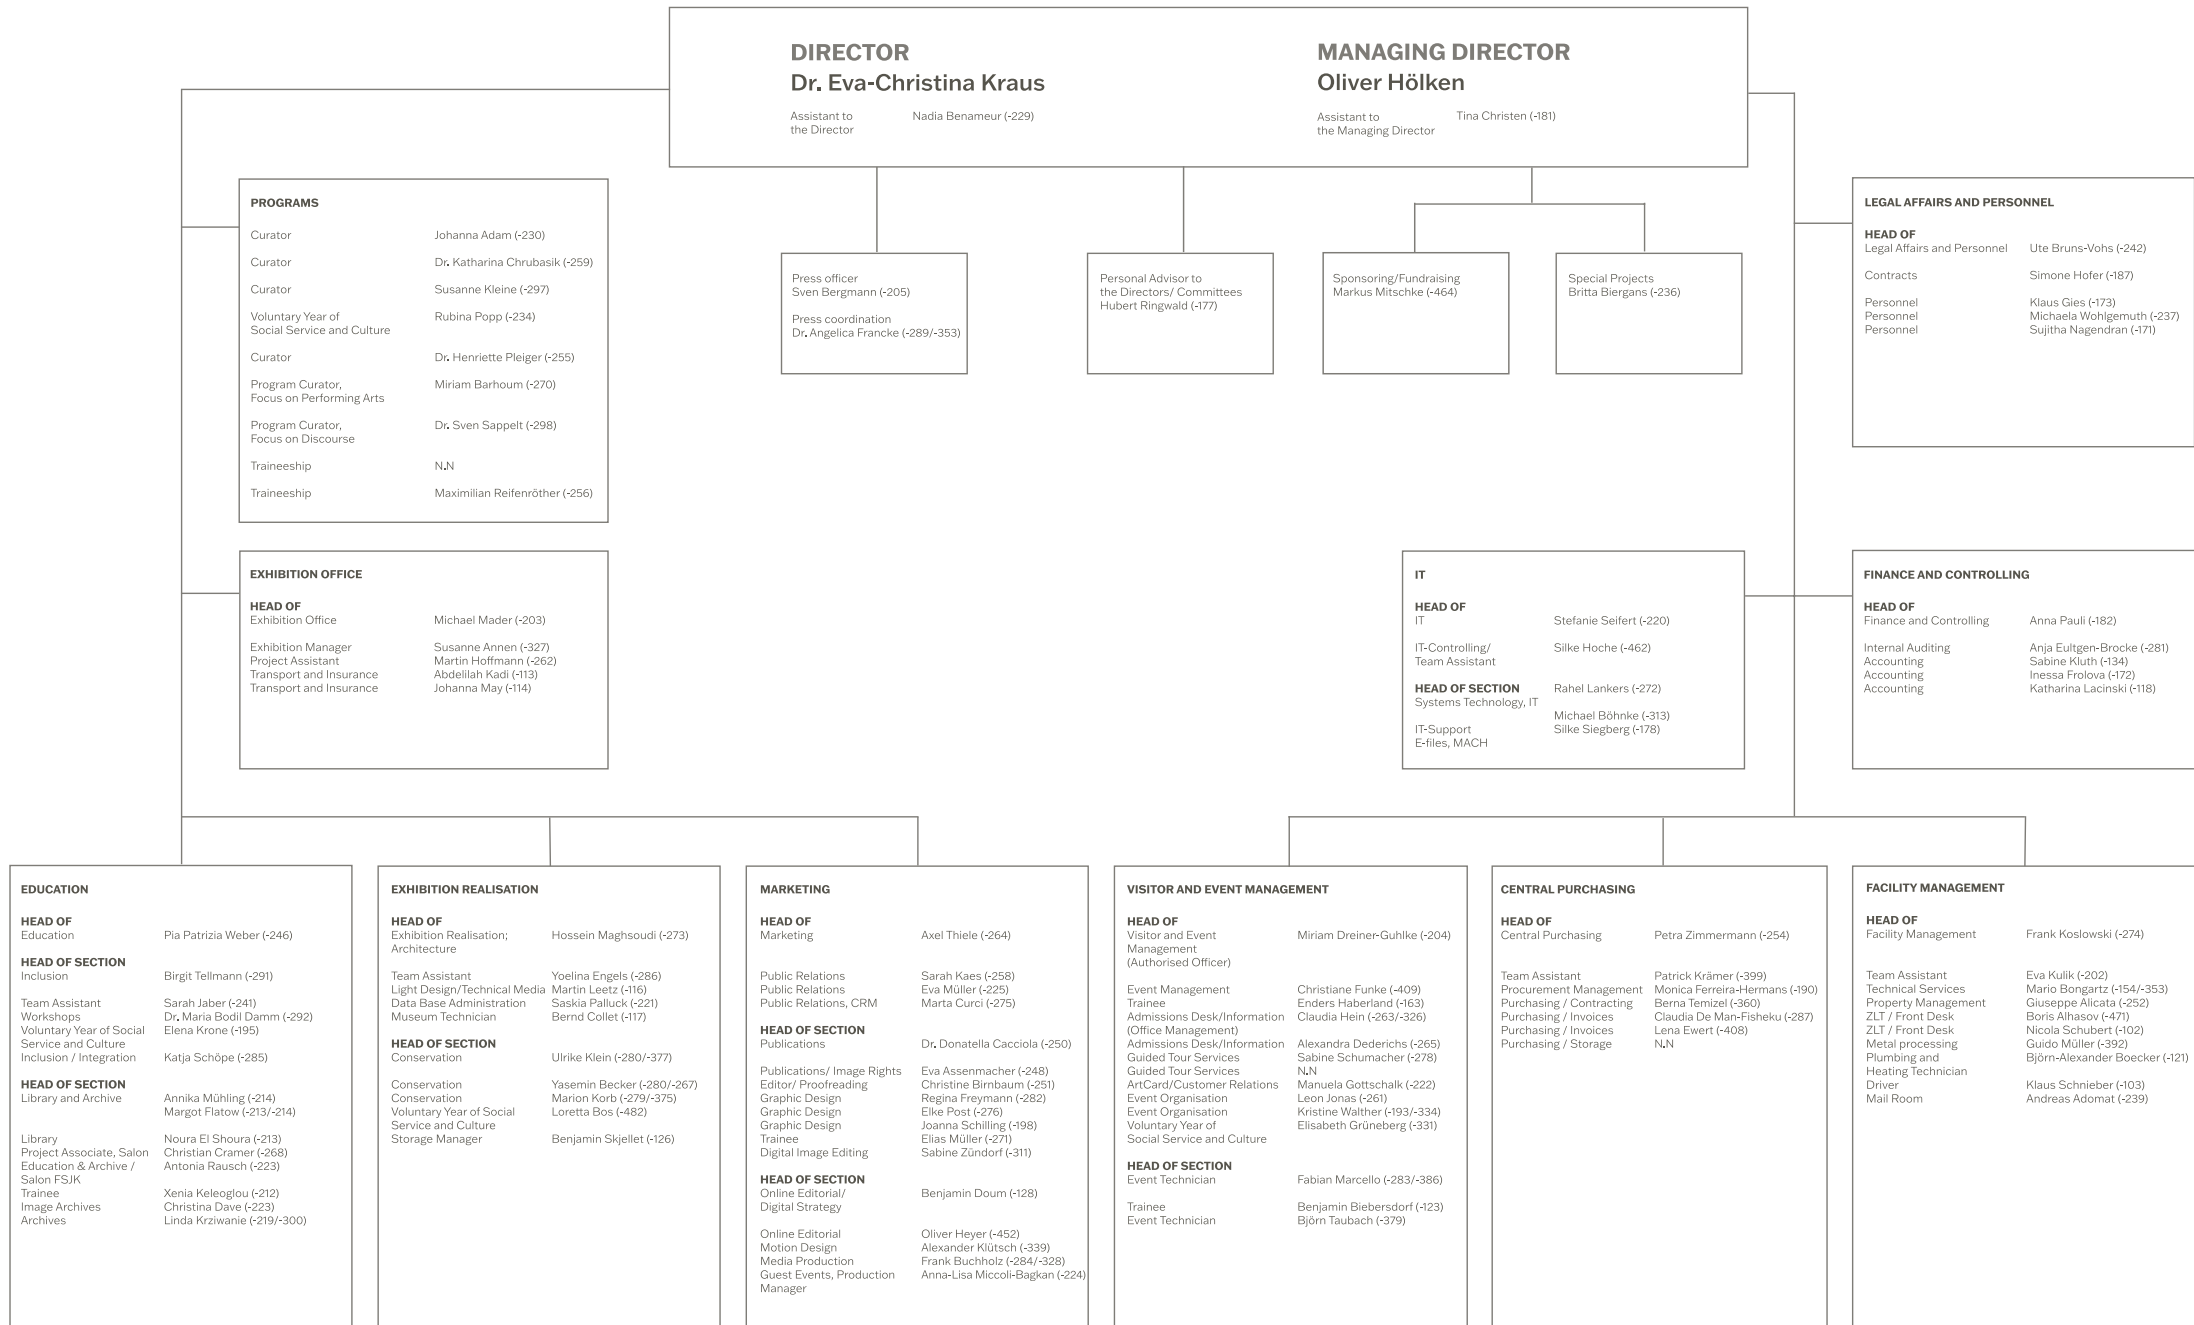 DIRECTOR
Dr. Eva-Christina Kraus
Assistant to Nadia Benameur (-229)
the Director
MANAGING DIRECTOR
Oliver Hölken
Assistant to Tina Christen (-181)
the Managing Director
PROGRAMS
Curator Johanna Adam (-230)
Curator Dr. Katharina Chrubasik (-259)
Curator Susanne Kleine (-297)
Voluntary Year of Rubina Popp (-234)
Social Service and Culture
Curator Dr. Henriette Pleiger (-255)
Program Curator, Miriam Barhoum (-270)
Focus on Performing Arts
Program Curator, Dr. Sven Sappelt (-298)
Focus on Discourse
Traineeship N.N
Traineeship Maximilian Reifenröther (-256)
Press officer
Sven Bergmann (-205)
Press coordination
Dr. Angelica Francke (-289/-353)
Personal Advisor to
the Directors/ Committees
Hubert Ringwald (-177)
Sponsoring/Fundraising
Markus Mitschke (-464)
Special Projects
Britta Biergans (-236)
LEGAL AFFAIRS AND PERSONNEL
HEAD OF
Legal Affairs and Personnel Ute Bruns-Vohs (-242)
Contracts Simone Hofer (-187)
Personnel Klaus Gies (-173)
Personnel Michaela Wohlgemuth (-237)
Personnel Sujitha Nagendran (-171)
EXHIBITION OFFICE
HEAD OF
Exhibition Office Michael Mader (-203)
Exhibition Manager Susanne Annen (-327)
Project Assistant Martin Hoffmann (-262)
Transport and Insurance Abdelilah Kadi (-113)
Transport and Insurance Johanna May (-114)
IT
HEAD OF
IT Stefanie Seifert (-220)
IT-Controlling/ Silke Hoche (-462)
Team Assistant
HEAD OF SECTION Rahel Lankers (-272)
Systems Technology, IT
Michael Böhnke (-313)
IT-Support Silke Siegberg (-178)
E-files, MACH
FINANCE AND CONTROLLING
HEAD OF
Finance and Controlling Anna Pauli (-182)
Internal Auditing Anja Eultgen-Brocke (-281)
Accounting Sabine Kluth (-134)
Accounting Inessa Frolova (-172)
Accounting Katharina Lacinski (-118)
EDUCATION
HEAD OF
Education Pia Patrizia Weber (-246)
HEAD OF SECTION
Inclusion Birgit Tellmann (-291)
Team Assistant Sarah Jaber (-241)
Workshops Dr. Maria Bodil Damm (-292)
Voluntary Year of Social Elena Krone (-195)
Service and Culture
Inclusion / Integration Katja Schöpe (-285)
HEAD OF SECTION
Library and Archive Annika Mühling (-214)
Margot Flatow (-213/-214)
Library Noura El Shoura (-213)
Project Associate, Salon Christian Cramer (-268)
Education & Archive / Antonia Rausch (-223)
Salon FSJK
Trainee Xenia Keleoglou (-212)
Image Archives Christina Dave (-223)
Archives Linda Krziwanie (-219/-300)
EXHIBITION REALISATION
HEAD OF
Exhibition Realisation; Hossein Maghsoudi (-273)
Architecture
Team Assistant Yoelina Engels (-286)
Light Design/Technical Media Martin Leetz (-116)
Data Base Administration Saskia Palluck (-221)
Museum Technician Bernd Collet (-117)
HEAD OF SECTION
Conservation Ulrike Klein (-280/-377)
Conservation Yasemin Becker (-280/-267)
Conservation Marion Korb (-279/-375)
Voluntary Year of Social Loretta Bos (-482)
Service and Culture
Storage Manager Benjamin Skjellet (-126)
MARKETING
HEAD OF
Marketing Axel Thiele (-264)
Public Relations Sarah Kaes (-258)
Public Relations Eva Müller (-225)
Public Relations, CRM Marta Curci (-275)
HEAD OF SECTION
Publications Dr. Donatella Cacciola (-250)
Publications/ Image Rights Eva Assenmacher (-248)
Editor/ Proofreading Christine Birnbaum (-251)
Graphic Design Regina Freymann (-282)
Graphic Design Elke Post (-276)
Graphic Design Joanna Schilling (-198)
Trainee Elias Müller (-271)
Digital Image Editing Sabine Zündorf (-311)
HEAD OF SECTION
Online Editorial/ Benjamin Doum (-128)
Digital Strategy
Online Editorial Oliver Heyer (-452)
Motion Design Alexander Klütsch (-339)
Media Production Frank Buchholz (-284/-328)
Guest Events, Production Anna-Lisa Miccoli-Bagkan (-224)
Manager
VISITOR AND EVENT MANAGEMENT
HEAD OF
Visitor and Event Miriam Dreiner-Guhlke (-204)
Management
(Authorised Officer)
Event Management Christiane Funke (-409)
Trainee Enders Haberland (-163)
Admissions Desk/Information Claudia Hein (-263/-326)
(Office Management)
Admissions Desk/Information Alexandra Dederichs (-265)
Guided Tour Services Sabine Schumacher (-278)
Guided Tour Services N.N
ArtCard/Customer Relations Manuela Gottschalk (-222)
Event Organisation Leon Jonas (-261)
Event Organisation Kristine Walther (-193/-334)
Voluntary Year of Elisabeth Grüneberg (-331)
Social Service and Culture
HEAD OF SECTION
Event Technician Fabian Marcello (-283/-386)
Trainee Benjamin Biebersdorf (-123)
Event Technician Björn Taubach (-379)
CENTRAL PURCHASING
HEAD OF
Central Purchasing Petra Zimmermann (-254)
Team Assistant Patrick Krämer (-399)
Procurement Management Monica Ferreira-Hermans (-190)
Purchasing / Contracting Berna Temizel (-360)
Purchasing / Invoices Claudia De Man-Fisheku (-287)
Purchasing / Invoices Lena Ewert (-408)
Purchasing / Storage N.N
FACILITY MANAGEMENT
HEAD OF
Facility Management Frank Koslowski (-274)
Team Assistant Eva Kulik (-202)
Technical Services Mario Bongartz (-154/-353)
Property Management Giuseppe Alicata (-252)
ZLT / Front Desk Boris Alhasov (-471)
ZLT / Front Desk Nicola Schubert (-102)
Metal processing Guido Müller (-392)
Plumbing and Björn-Alexander Boecker (-121)
Heating Technician
Driver Klaus Schnieber (-103)
Mail Room Andreas Adomat (-239)